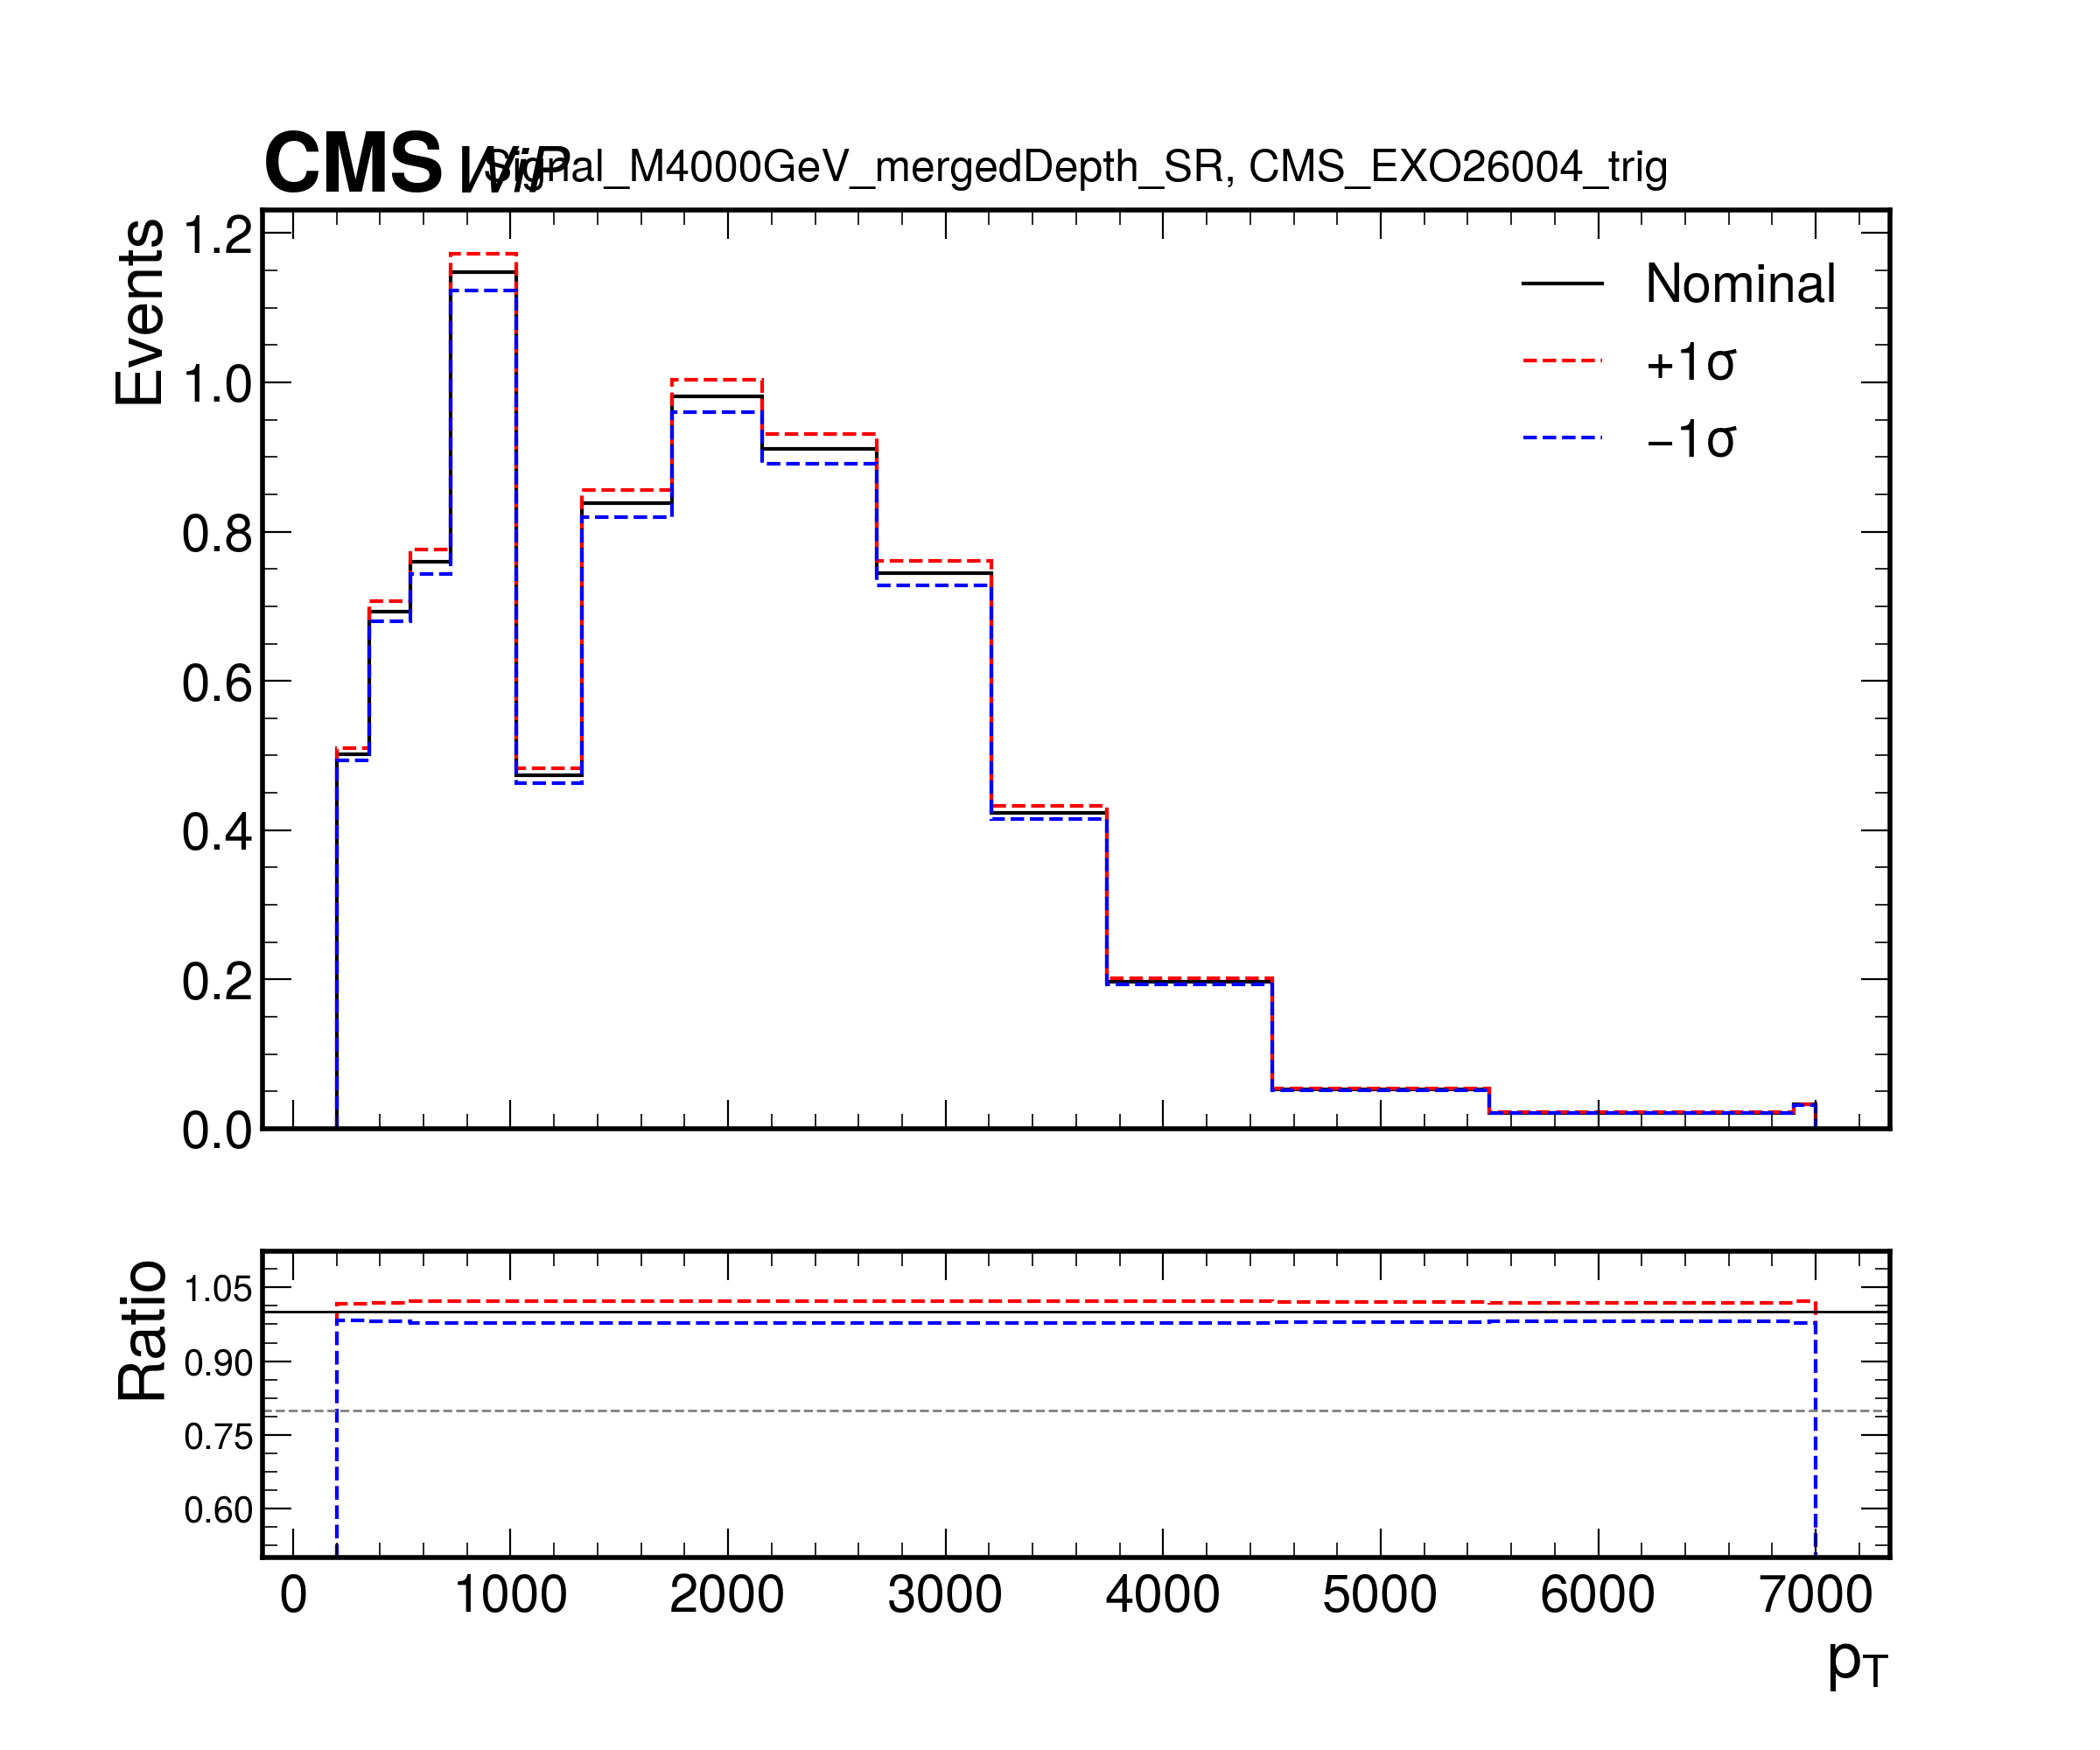 CMS WiP Signal_M4000GeV_mergedDepth_SR, CMS_EXO26004_trig
Events
1.2
1.0
0.8
0.6
0.4
0.2
0.0
Nominal
+1σ
−1σ
Ratio
1.05
0.90
0.75
0.60
0 1000 2000 3000 4000 5000 6000 7000
pT